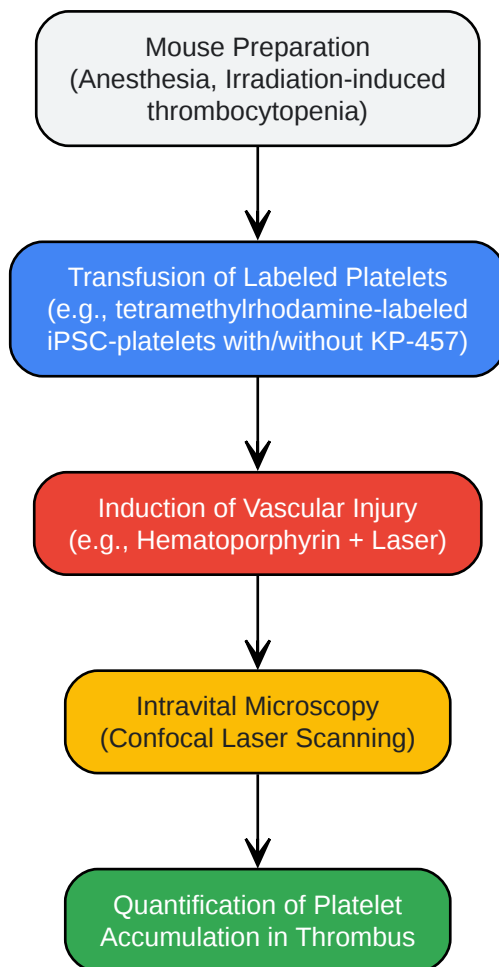 Mouse Preparation
(Anesthesia, Irradiation-induced
thrombocytopenia)
Transfusion of Labeled Platelets
(e.g., tetramethylrhodamine-labeled
iPSC-platelets with/without KP-457)
Induction of Vascular Injury
(e.g., Hematoporphyrin + Laser)
Intravital Microscopy
(Confocal Laser Scanning)
Quantification of Platelet
Accumulation in Thrombus